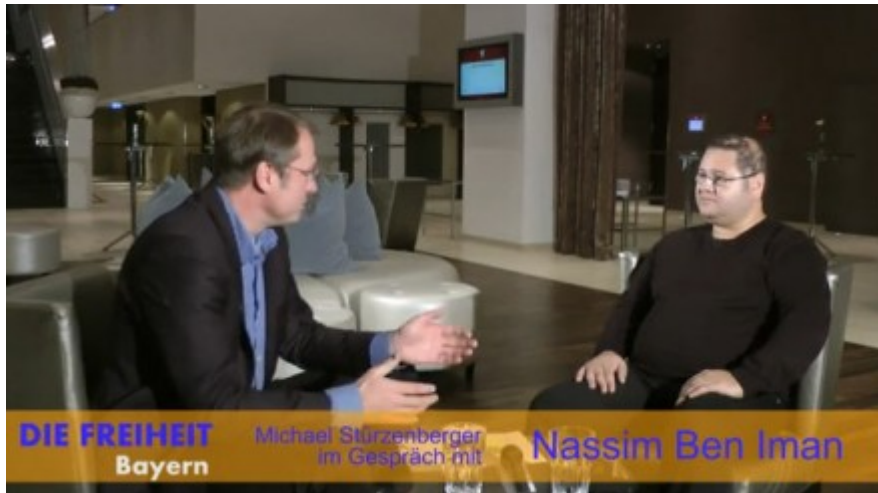 DIE FREIHEIT
Bayern
Michael Stürzenberger
im Gespräch mit
Nassim Ben Iman